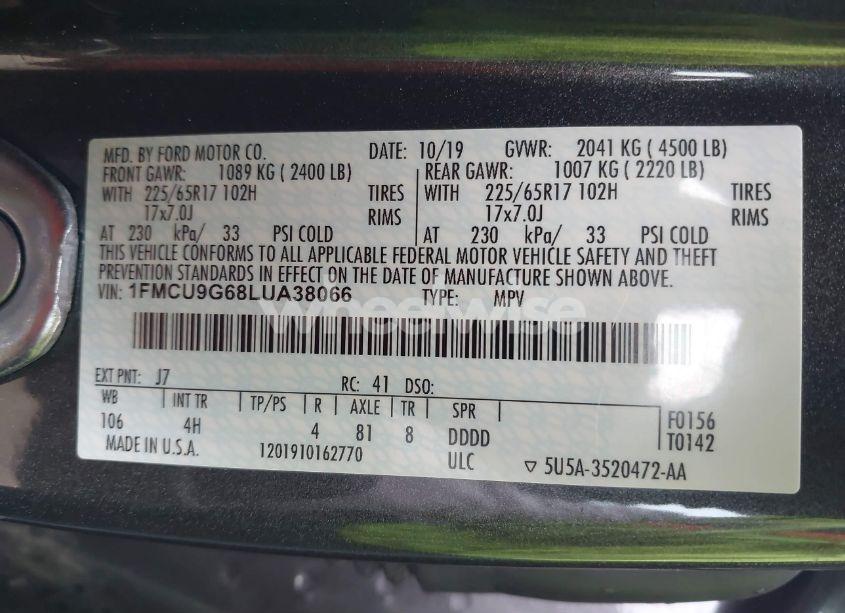 MFD. BY FORD MOTOR CO. DATE: 10/19 GVWR: 2041 KG ( 4500 LB)
FRONT GAWR: 1089 KG ( 2400 LB) REAR GAWR: 1007 KG ( 2220 LB)
WITH 225/65R17 102H TIRES WITH 225/65R17 102H TIRES
17x7.0J RIMS 17x7.0J RIMS
AT 230 kPa/ 33 PSI COLD AT 230 kPa/ 33 PSI COLD
THIS VEHICLE CONFORMS TO ALL APPLICABLE FEDERAL MOTOR VEHICLE SAFETY AND THEFT
PREVENTION STANDARDS IN EFFECT ON THE DATE OF MANUFACTURE SHOWN ABOVE.
VIN: 1FMCU9G68LUA38066 TYPE: MPV
wheelwise
EXT PNT: J7 RC: 41 DSO:
WB INT TR TP/PS R AXLE TR SPR
106 4H 4 81 8 DDDD
F0156
T0142
MADE IN U.S.A. 1201910162770 ULC ▽ 5U5A-3520472-AA